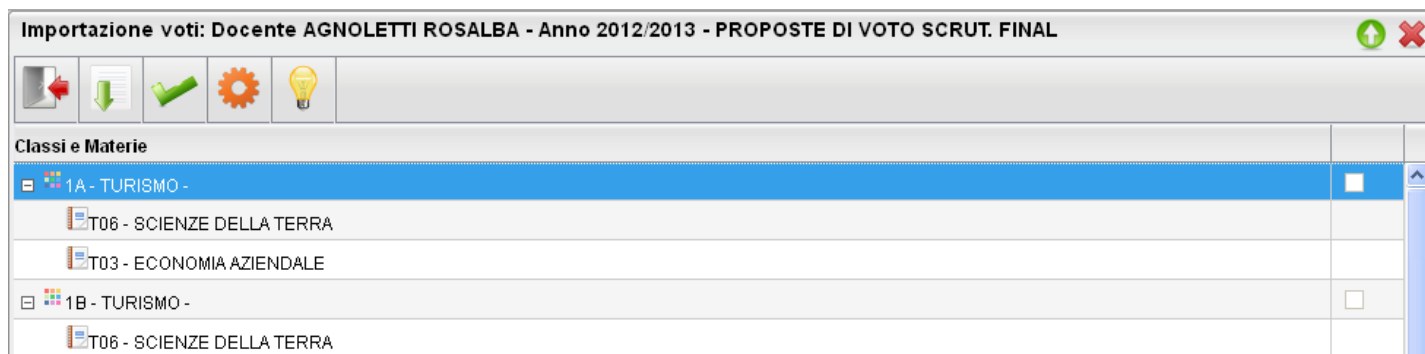 Importazione voti: Docente AGNOLETTI ROSALBA - Anno 2012/2013 - PROPOSTE DI VOTO SCRUT. FINAL
Classi e Materie
1A - TURISMO -
T06 - SCIENZE DELLA TERRA
T03 - ECONOMIA AZIENDALE
1B - TURISMO -
T06 - SCIENZE DELLA TERRA